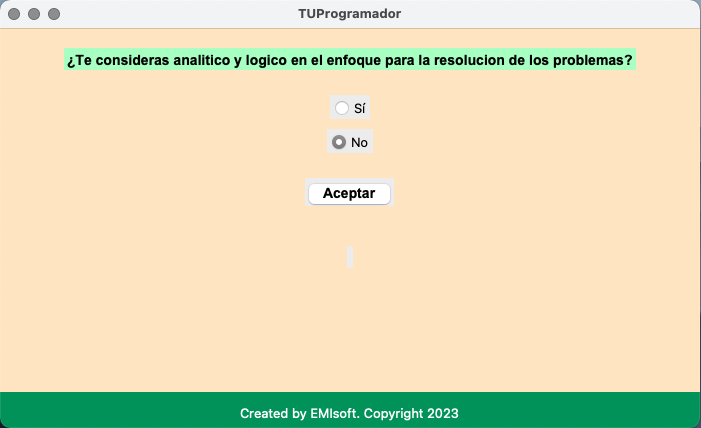 TUProgramador
¿Te consideras analitico y logico en el enfoque para la resolucion de los problemas?
Sí
No
Aceptar
Created by EMIsoft. Copyright 2023